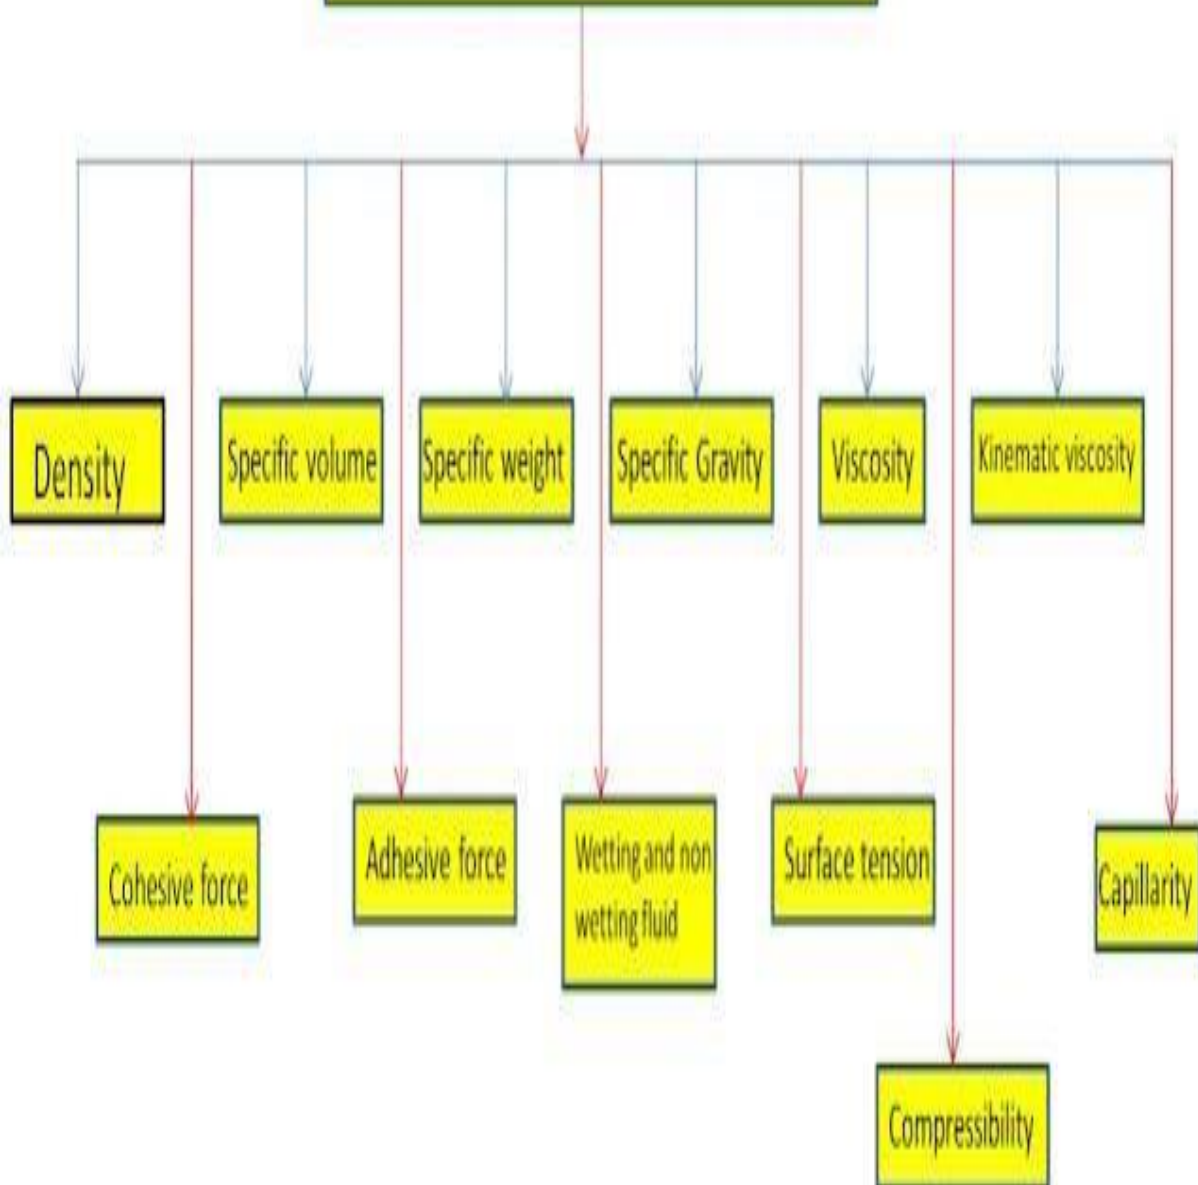 Density
Specific volume
Specific weight
Specific Gravity
Viscosity
Kinematic viscosity
Cohesive force
Adhesive force
Wetting and non
wetting fluid
Surface tension
Capillarity
Compressibility